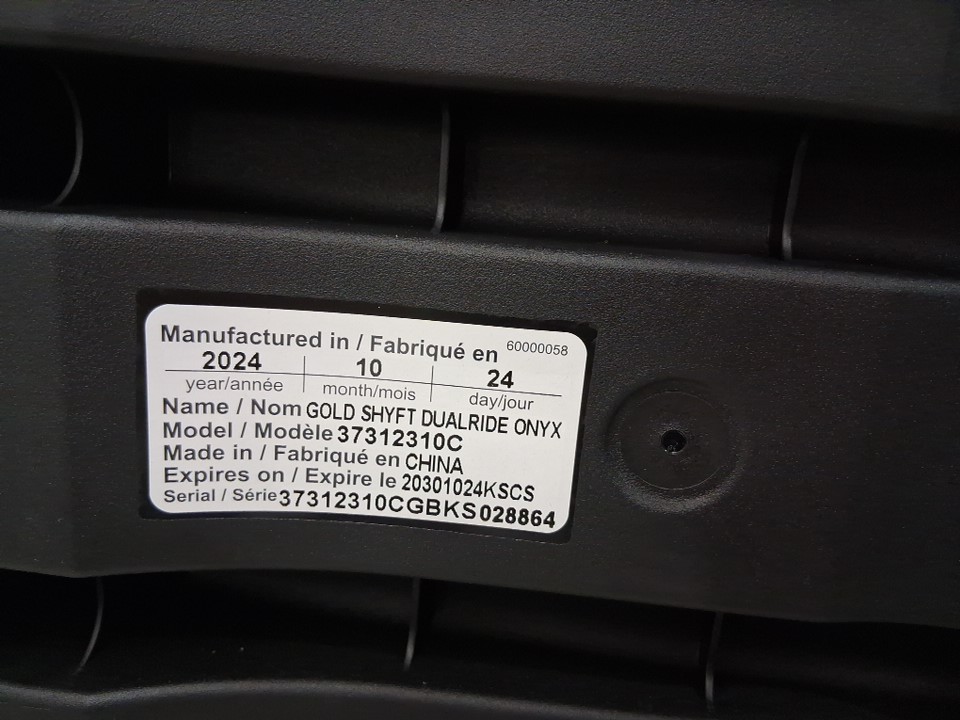 Manufactured in / Fabriqué en 60000058
2024 10 24
year/année month/mois day/jour
Name / Nom GOLD SHYFT DUALRIDE ONYX
Model / Modèle 37312310C
Made in / Fabriqué en CHINA
Expires on / Expire le 20301024KSCS
Serial / Série 37312310CGBKS028864